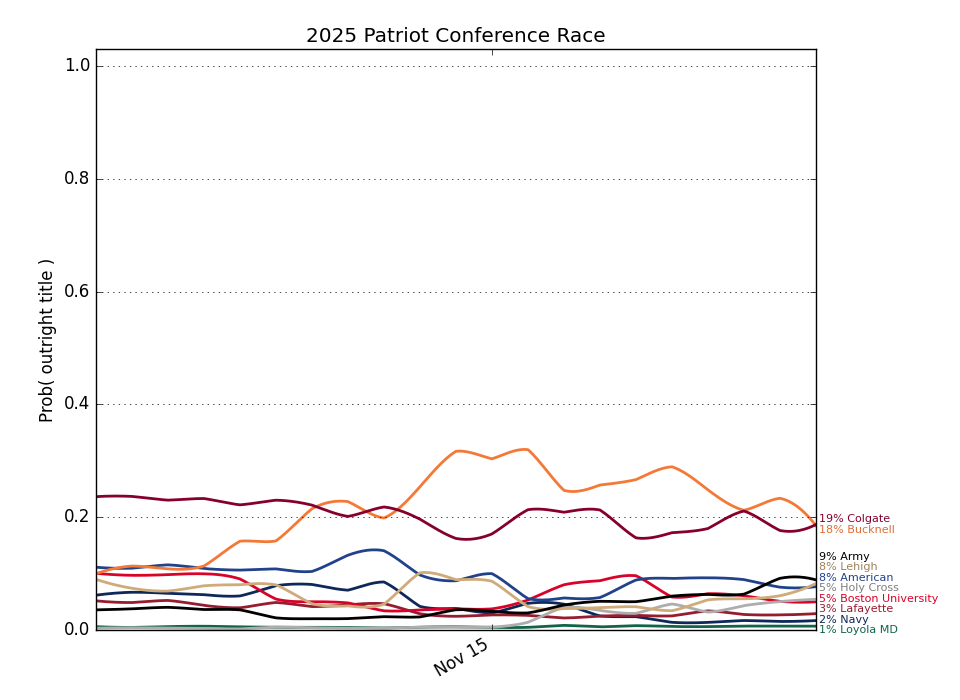 2025 Patriot Conference Race
Prob( outright title )
1.0
0.8
0.6
0.4
0.2
0.0
Nov 15
19% Colgate
18% Bucknell
9% Army
8% Lehigh
8% American
5% Holy Cross
5% Boston University
3% Lafayette
2% Navy
1% Loyola MD